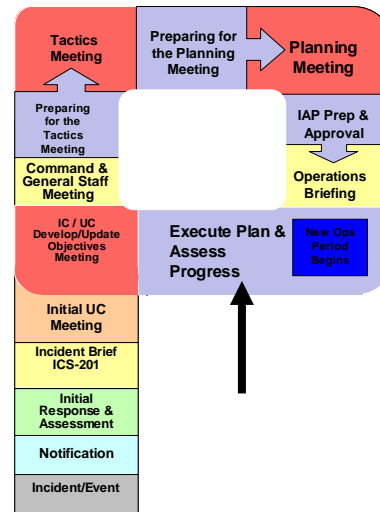 Tactics
Meeting
Preparing for
the Planning
Meeting
Planning
Meeting
Preparing
for the
Tactics
Meeting
IAP Prep &
Approval
Command &
General Staff
Meeting
Operations
Briefing
IC / UC
Develop/Update
Objectives
Meeting
Execute Plan &
Assess
Progress
New Ops
Period
Begins
Initial UC
Meeting
Incident Brief
ICS-201
Initial
Response &
Assessment
Notification
Incident/Event